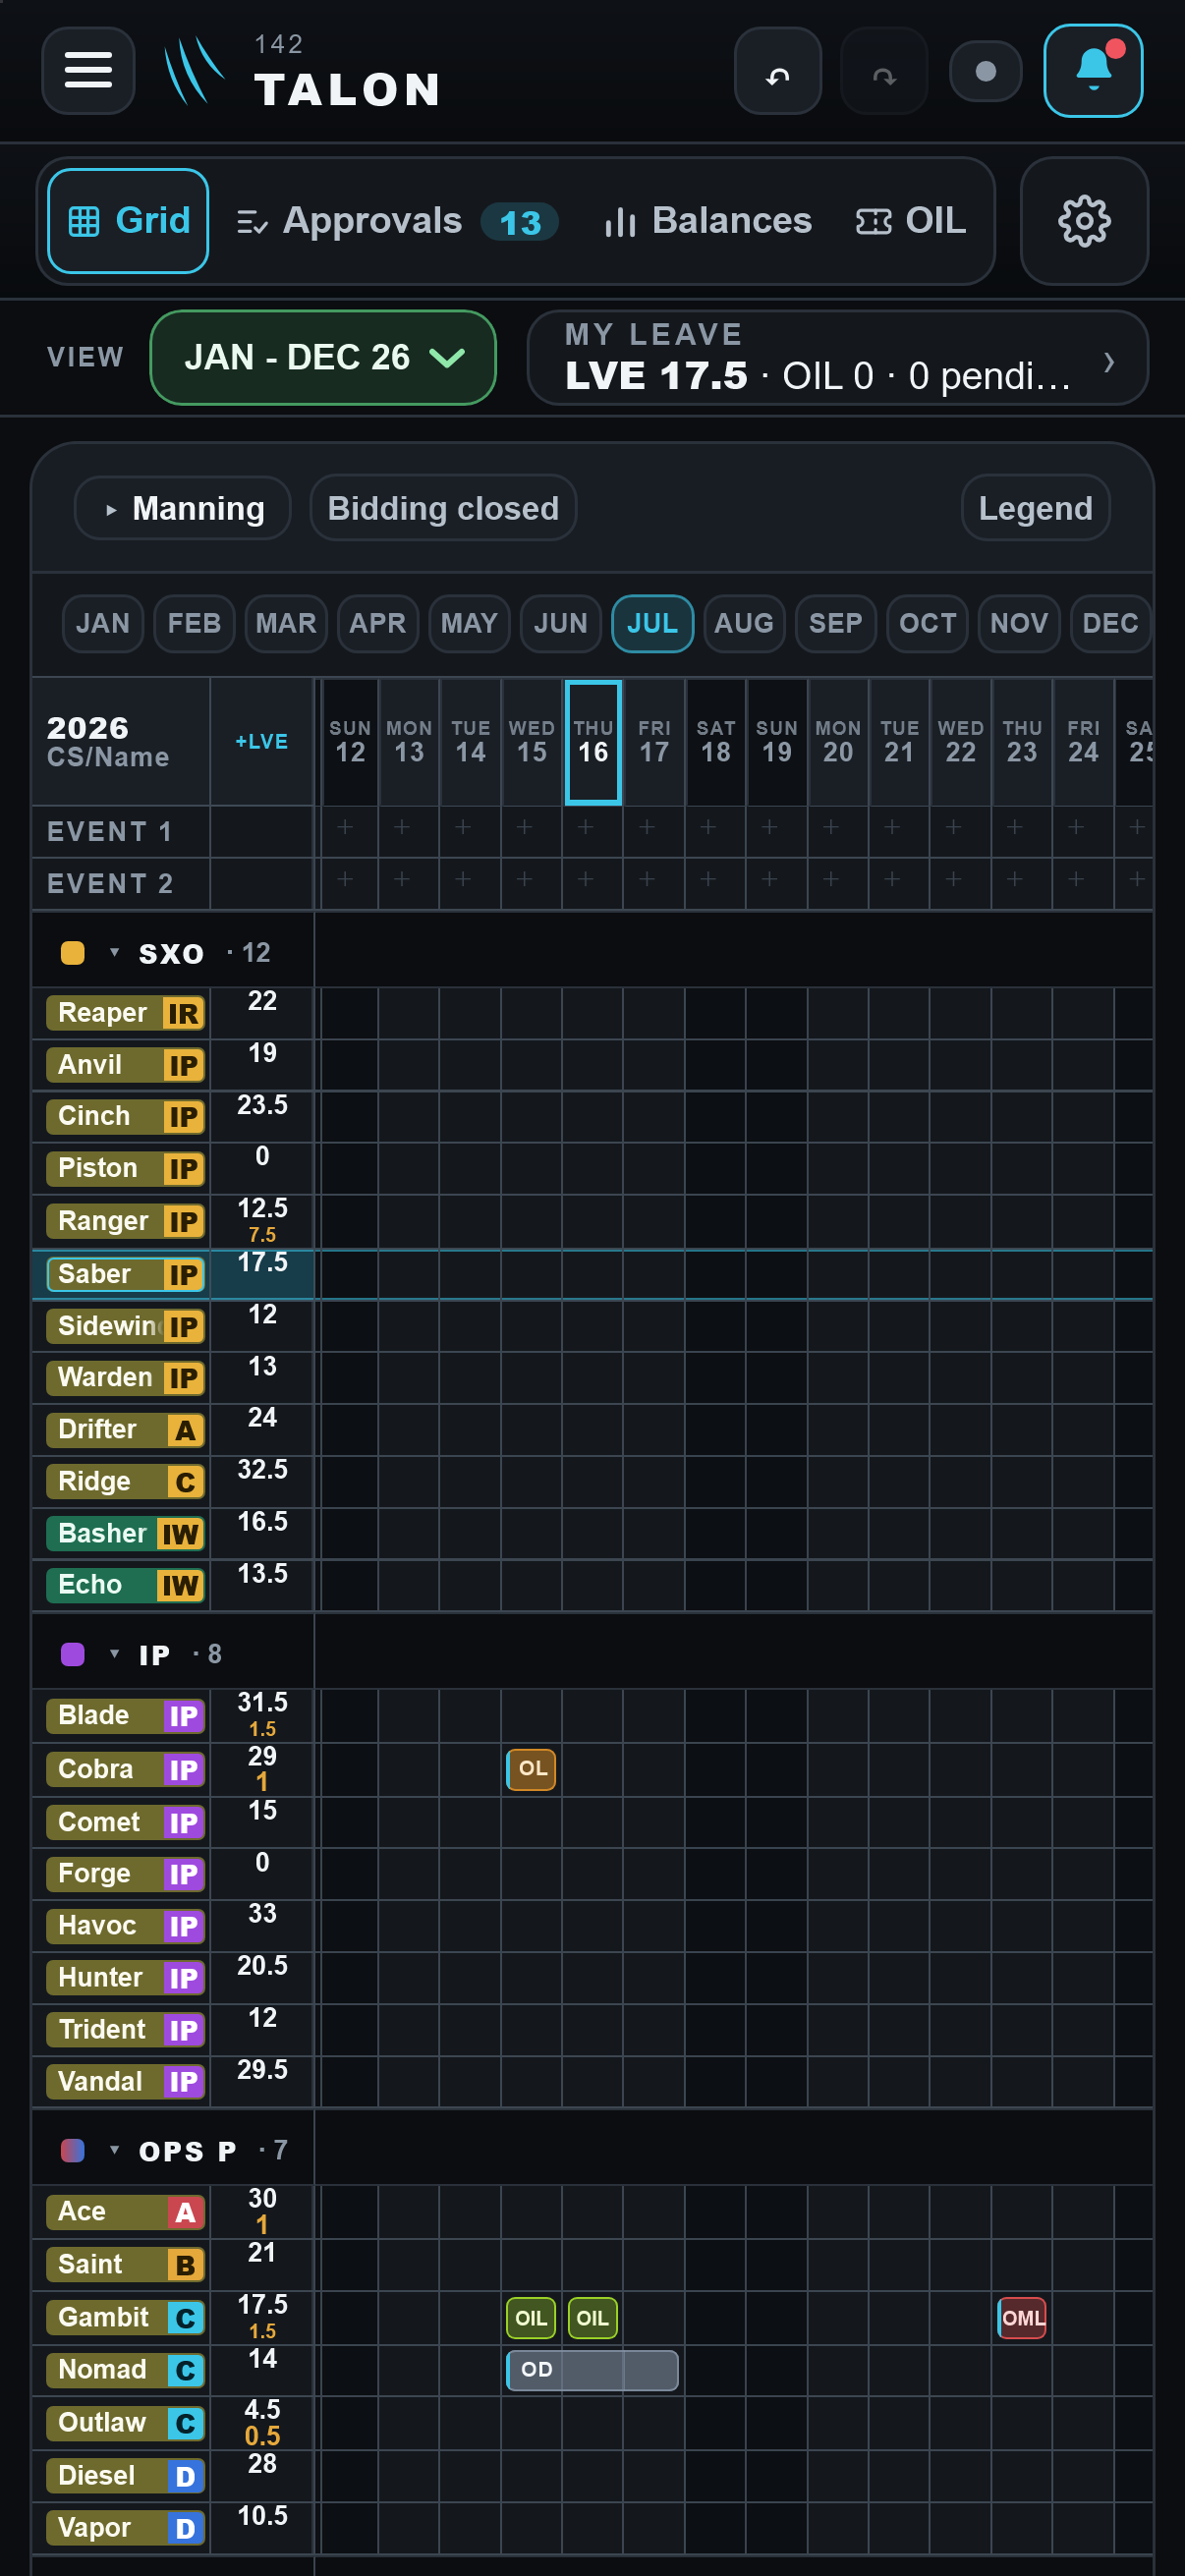 142
TALON
Grid Approvals 13 Balances OIL
VIEW JAN - DEC 26 MY LEAVE
LVE 17.5 · OIL 0 · 0 pendi... ›
▸ Manning Bidding closed Legend
JAN FEB MAR APR MAY JUN JUL AUG SEP OCT NOV DEC
2026 +LVE SUN MON TUE WED THU FRI SAT SUN MON TUE WED THU FRI SA
CS/Name 12 13 14 15 16 17 18 19 20 21 22 23 24 25
EVENT 1 + + + + + + + + + + + + + +
EVENT 2 + + + + + + + + + + + + + +
▾ SXO · 12
Reaper IR 22
Anvil IP 19
Cinch IP 23.5
Piston IP 0
Ranger IP 12.5
7.5
Saber IP 17.5
Sidewin IP 12
Warden IP 13
Drifter A 24
Ridge C 32.5
Basher IW 16.5
Echo IW 13.5
▾ IP · 8
Blade IP 31.5
1.5
Cobra IP 29 OL
1
Comet IP 15
Forge IP 0
Havoc IP 33
Hunter IP 20.5
Trident IP 12
Vandal IP 29.5
▾ OPS P · 7
Ace A 30
1
Saint B 21
Gambit C 17.5 OIL OIL OML
1.5
Nomad C 14 OD
Outlaw C 4.5
0.5
Diesel D 28
Vapor D 10.5